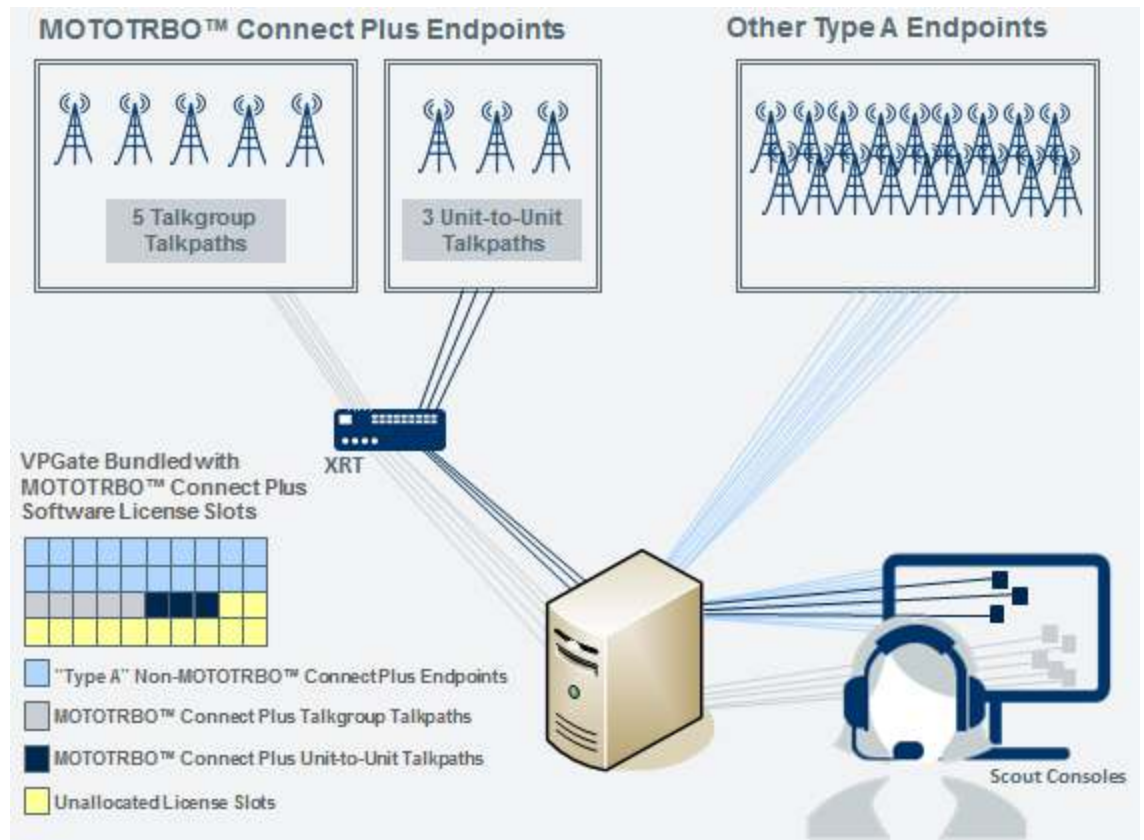 MOTOTRBO™ Connect Plus Endpoints
Other Type A Endpoints
5 Talkgroup
Talkpaths
3 Unit-to-Unit
Talkpaths
XRT
VPGate Bundled with
MOTOTRBO™ Connect Plus
Software License Slots
"Type A" Non-MOTOTRBO™ ConnectPlus Endpoints
MOTOTRBO™ Connect Plus Talkgroup Talkpaths
MOTOTRBO™ Connect Plus Unit-to-Unit Talkpaths
Unallocated License Slots
Scout Consoles